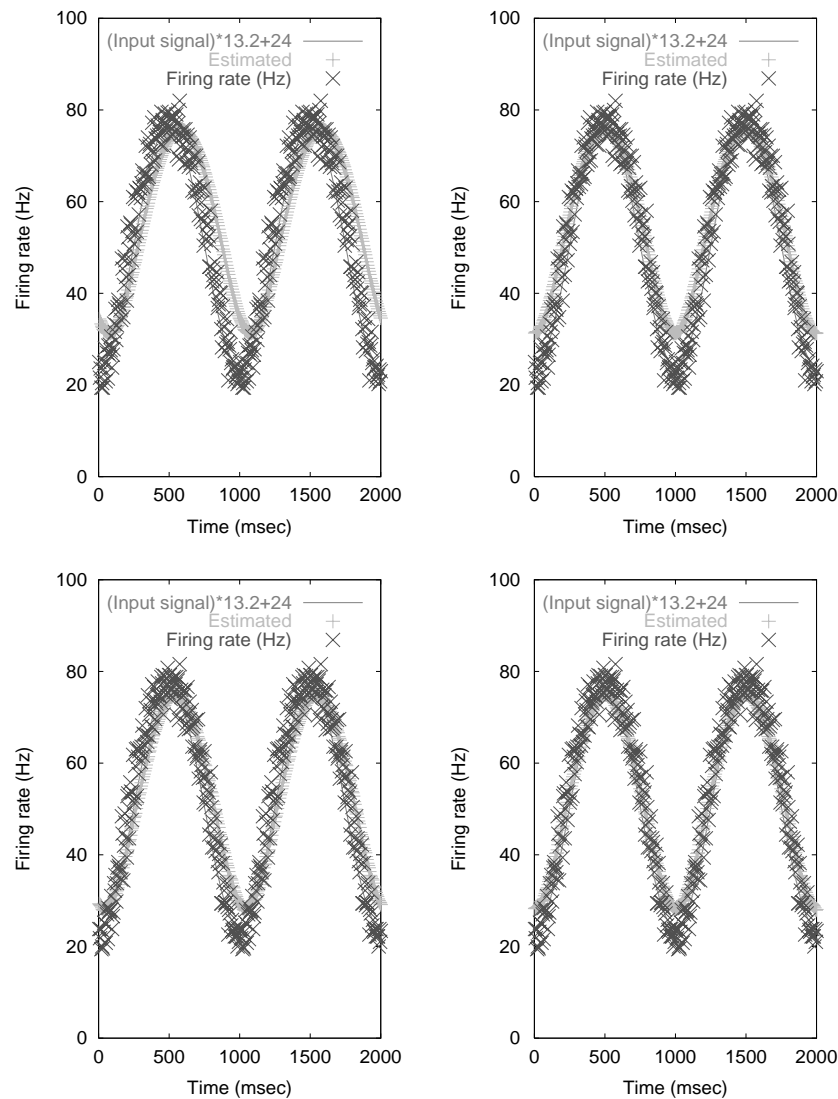 100
80
60
40
20
0
Firing rate (Hz)
(Input signal)*13.2+24
Estimated
Firing rate (Hz)
0 500 1000 1500 2000
Time (msec)
100
80
60
40
20
0
Firing rate (Hz)
(Input signal)*13.2+24
Estimated
Firing rate (Hz)
0 500 1000 1500 2000
Time (msec)
100
80
60
40
20
0
Firing rate (Hz)
(Input signal)*13.2+24
Estimated
Firing rate (Hz)
0 500 1000 1500 2000
Time (msec)
100
80
60
40
20
0
Firing rate (Hz)
(Input signal)*13.2+24
Estimated
Firing rate (Hz)
0 500 1000 1500 2000
Time (msec)